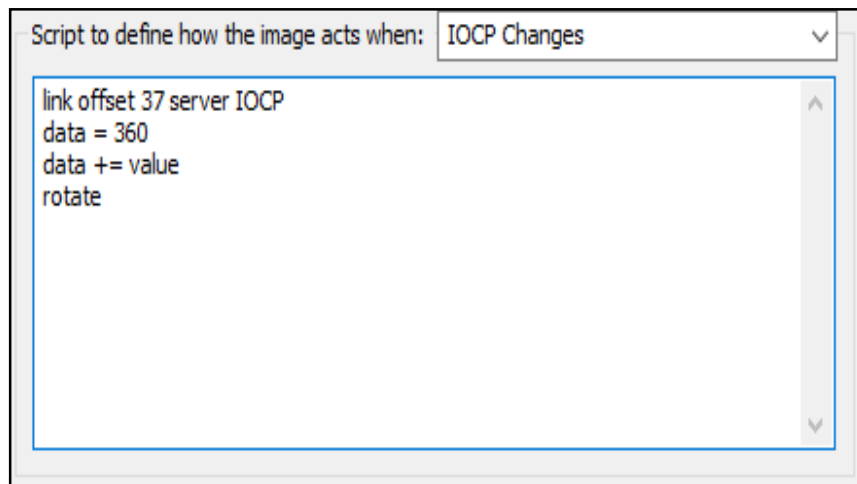 Script to define how the image acts when: IOCP Changes
link offset 37 server IOCP
data = 360
data += value
rotate